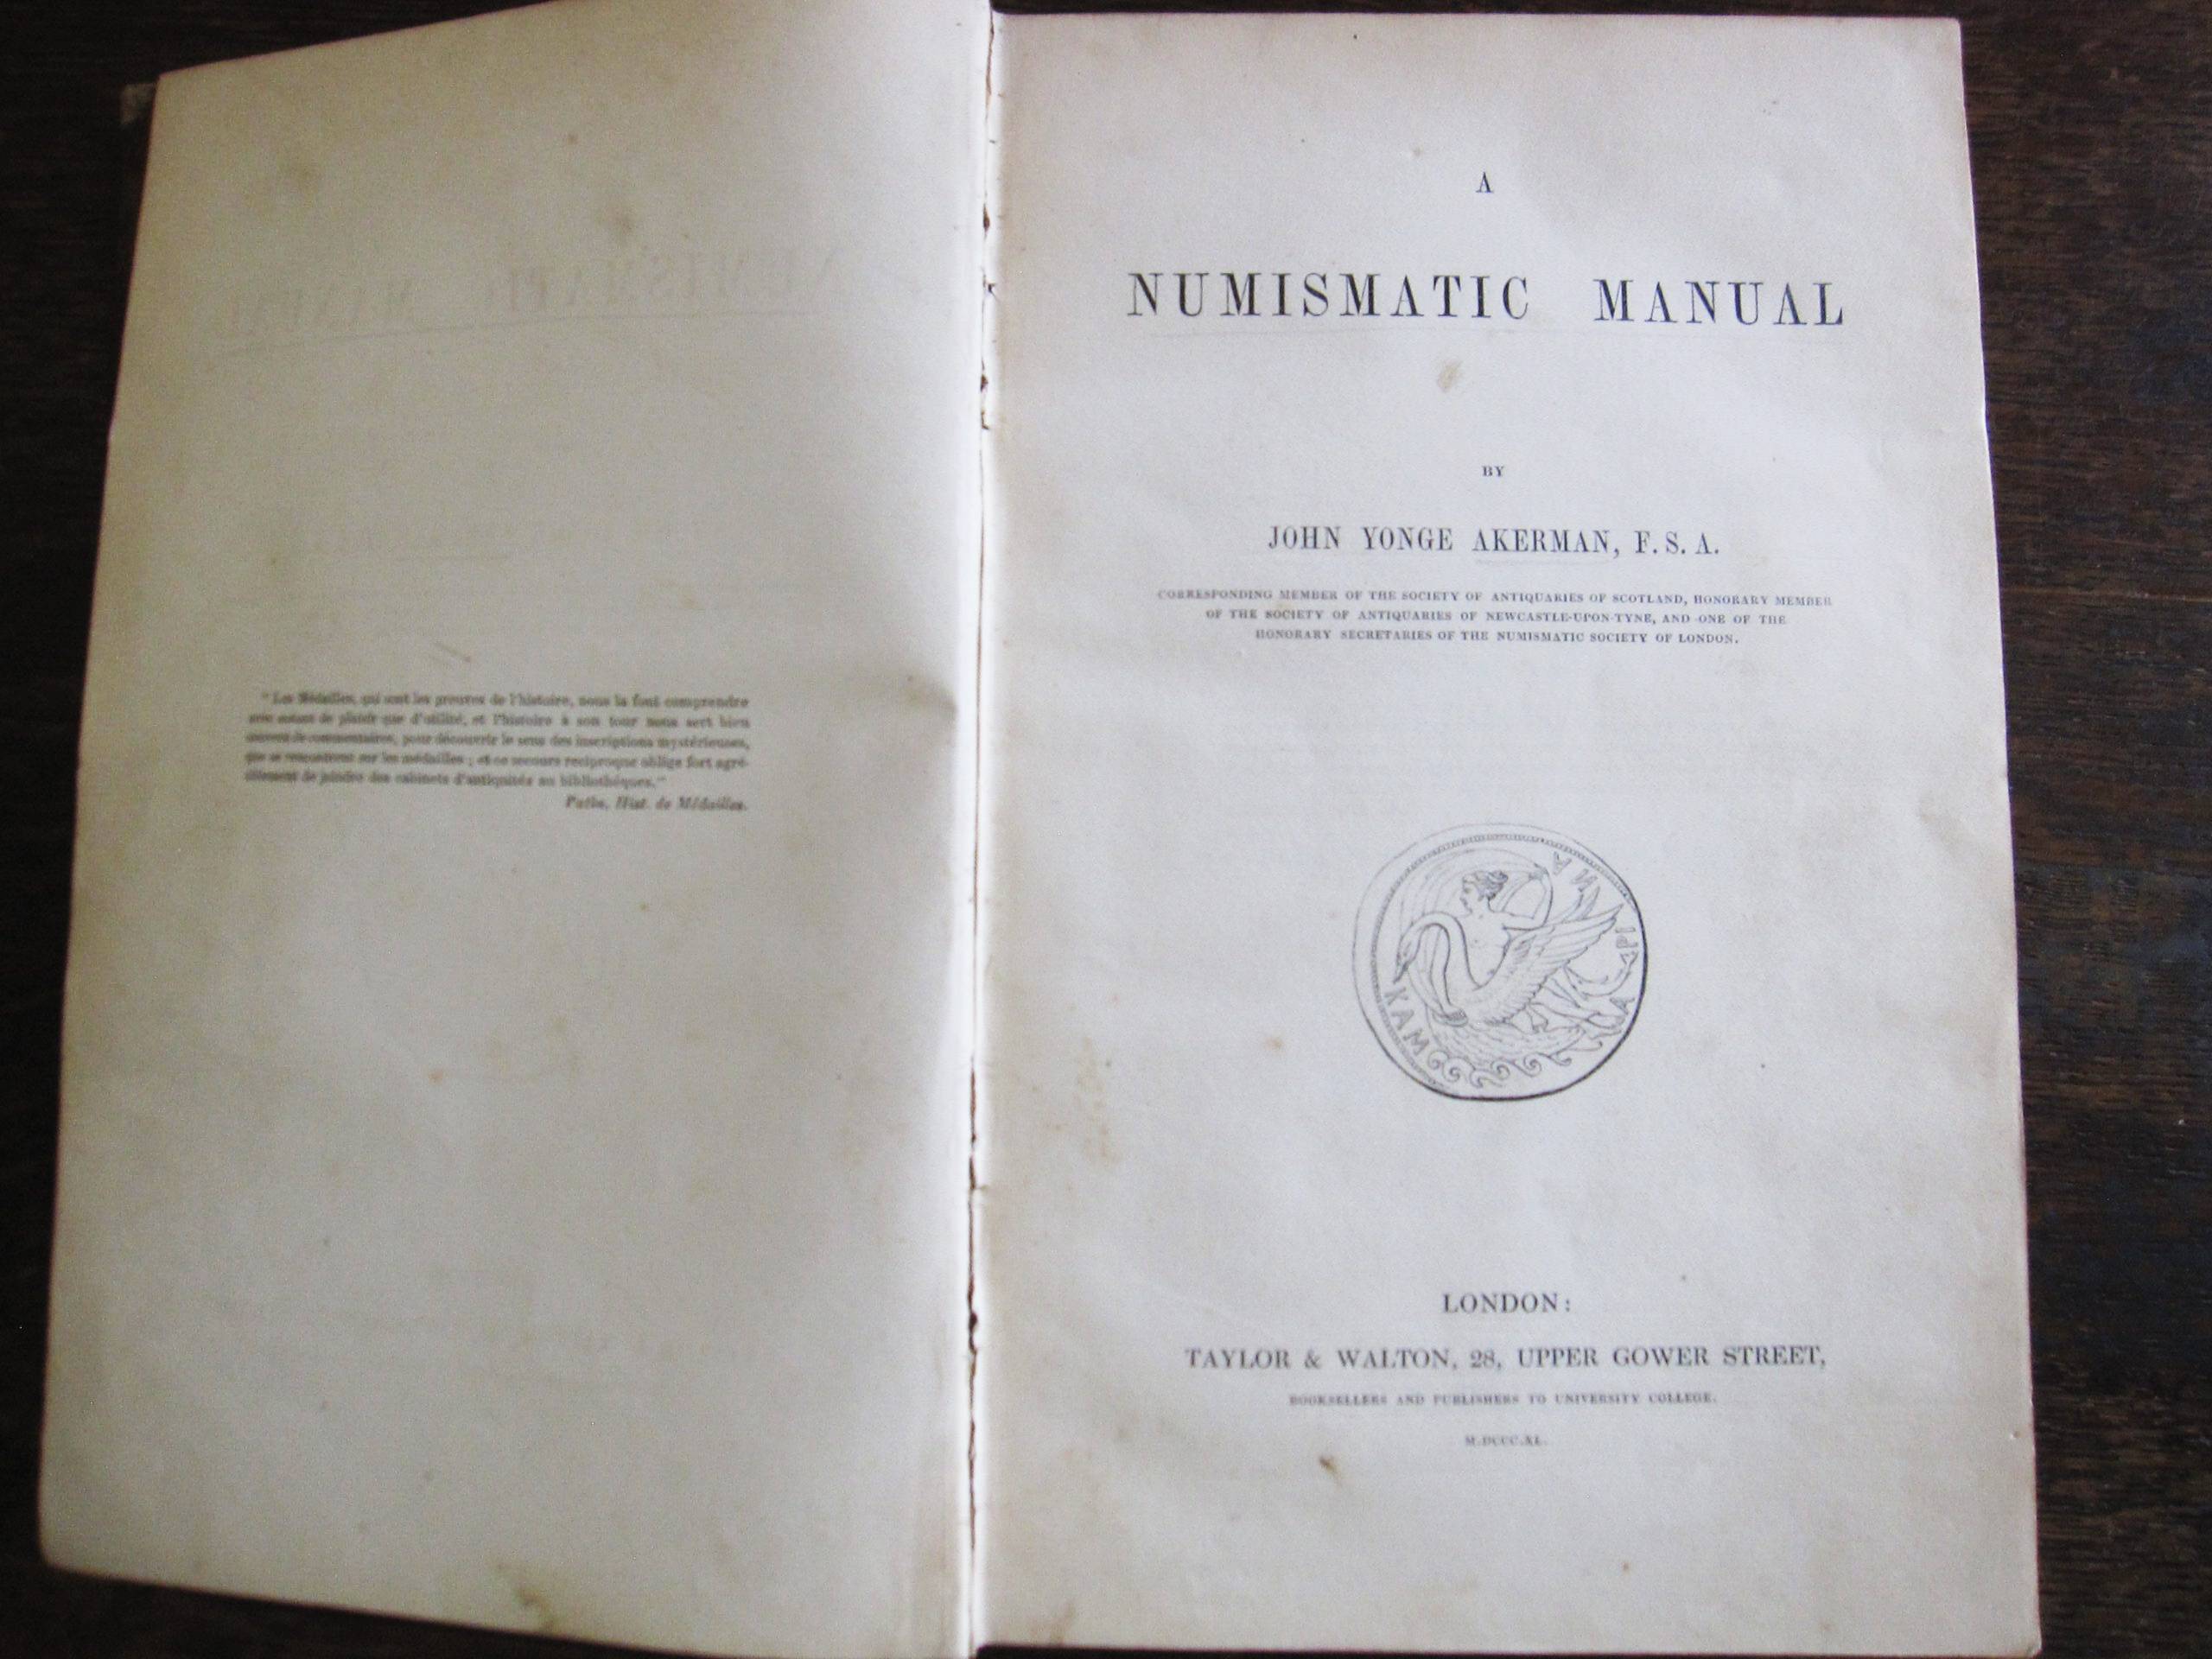 "Les Médailles, qui sont les preuves de l'histoire, nous la font comprendre
avec autant de plaisir que d'utilité, et l'histoire à son tour nous sert bien
souvent de commentaires, pour découvrir le sens des inscriptions mystérieuses,
que se rencontrent sur les médailles ; et ce secours reciproque oblige fort agré-
ablement de joindre des cabinets d'antiquités au bibliothéques."
Hist. de Médailles.
A
NUMISMATIC MANUAL
BY
JOHN YONGE AKERMAN, F. S. A.
CORRESPONDING MEMBER OF THE SOCIETY OF ANTIQUARIES OF SCOTLAND, HONORARY MEMBER
OF THE SOCIETY OF ANTIQUARIES OF NEWCASTLE-UPON-TYNE, AND ONE OF THE
HONORARY SECRETARIES OF THE NUMISMATIC SOCIETY OF LONDON.
ΚΑΜ
LONDON:
TAYLOR & WALTON, 28, UPPER GOWER STREET,
BOOKSELLERS AND PUBLISHERS TO UNIVERSITY COLLEGE.
M.DCCC.XL.